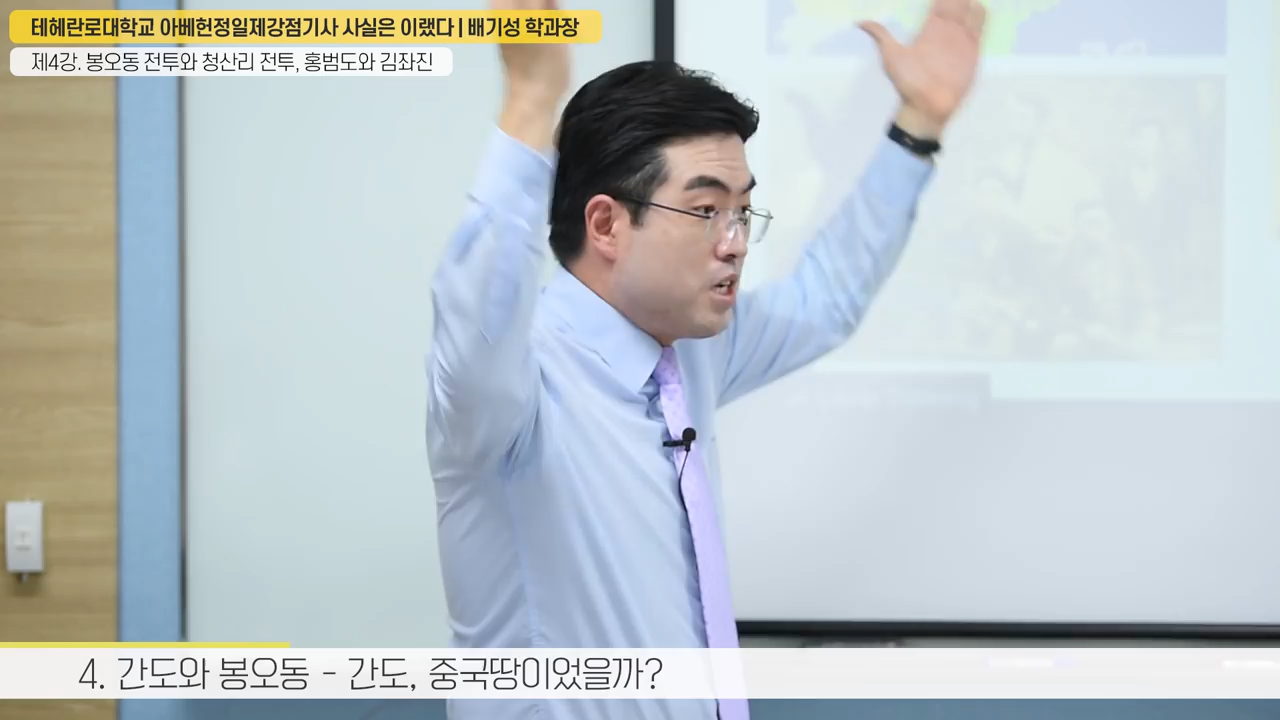 테헤란로대학교 아베헌정일제강점기사 사실은 이랬다 | 배기성 학과장
제4강. 봉오동 전투와 청산리 전투, 홍범도와 김좌진
4. 간도와 봉오동 - 간도, 중국땅이었을까?